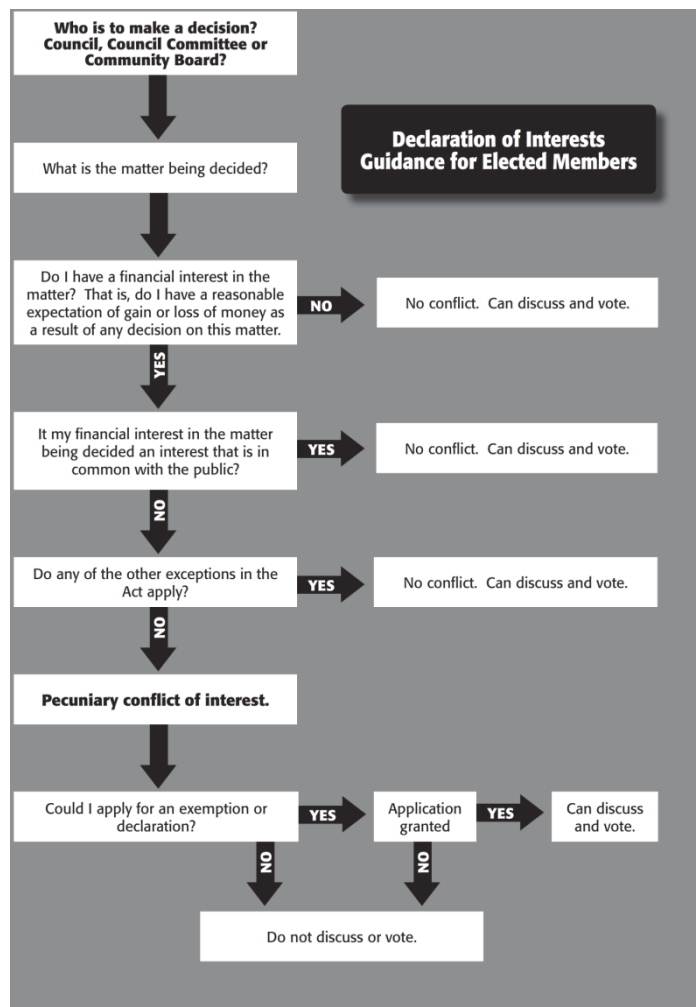 Who is to make a decision?
Council, Council Committee or
Community Board?
Declaration of Interests
Guidance for Elected Members
What is the matter being decided?
Do I have a financial interest in the
matter? That is, do I have a reasonable
expectation of gain or loss of money as
a result of any decision on this matter.
NO
No conflict. Can discuss and vote.
YES
It my financial interest in the matter
being decided an interest that is in
common with the public?
YES
No conflict. Can discuss and vote.
NO
Do any of the other exceptions in the
Act apply?
YES
No conflict. Can discuss and vote.
NO
Pecuniary conflict of interest.
Could I apply for an exemption or
declaration?
YES
Application
granted
YES
Can discuss
and vote.
NO
NO
Do not discuss or vote.